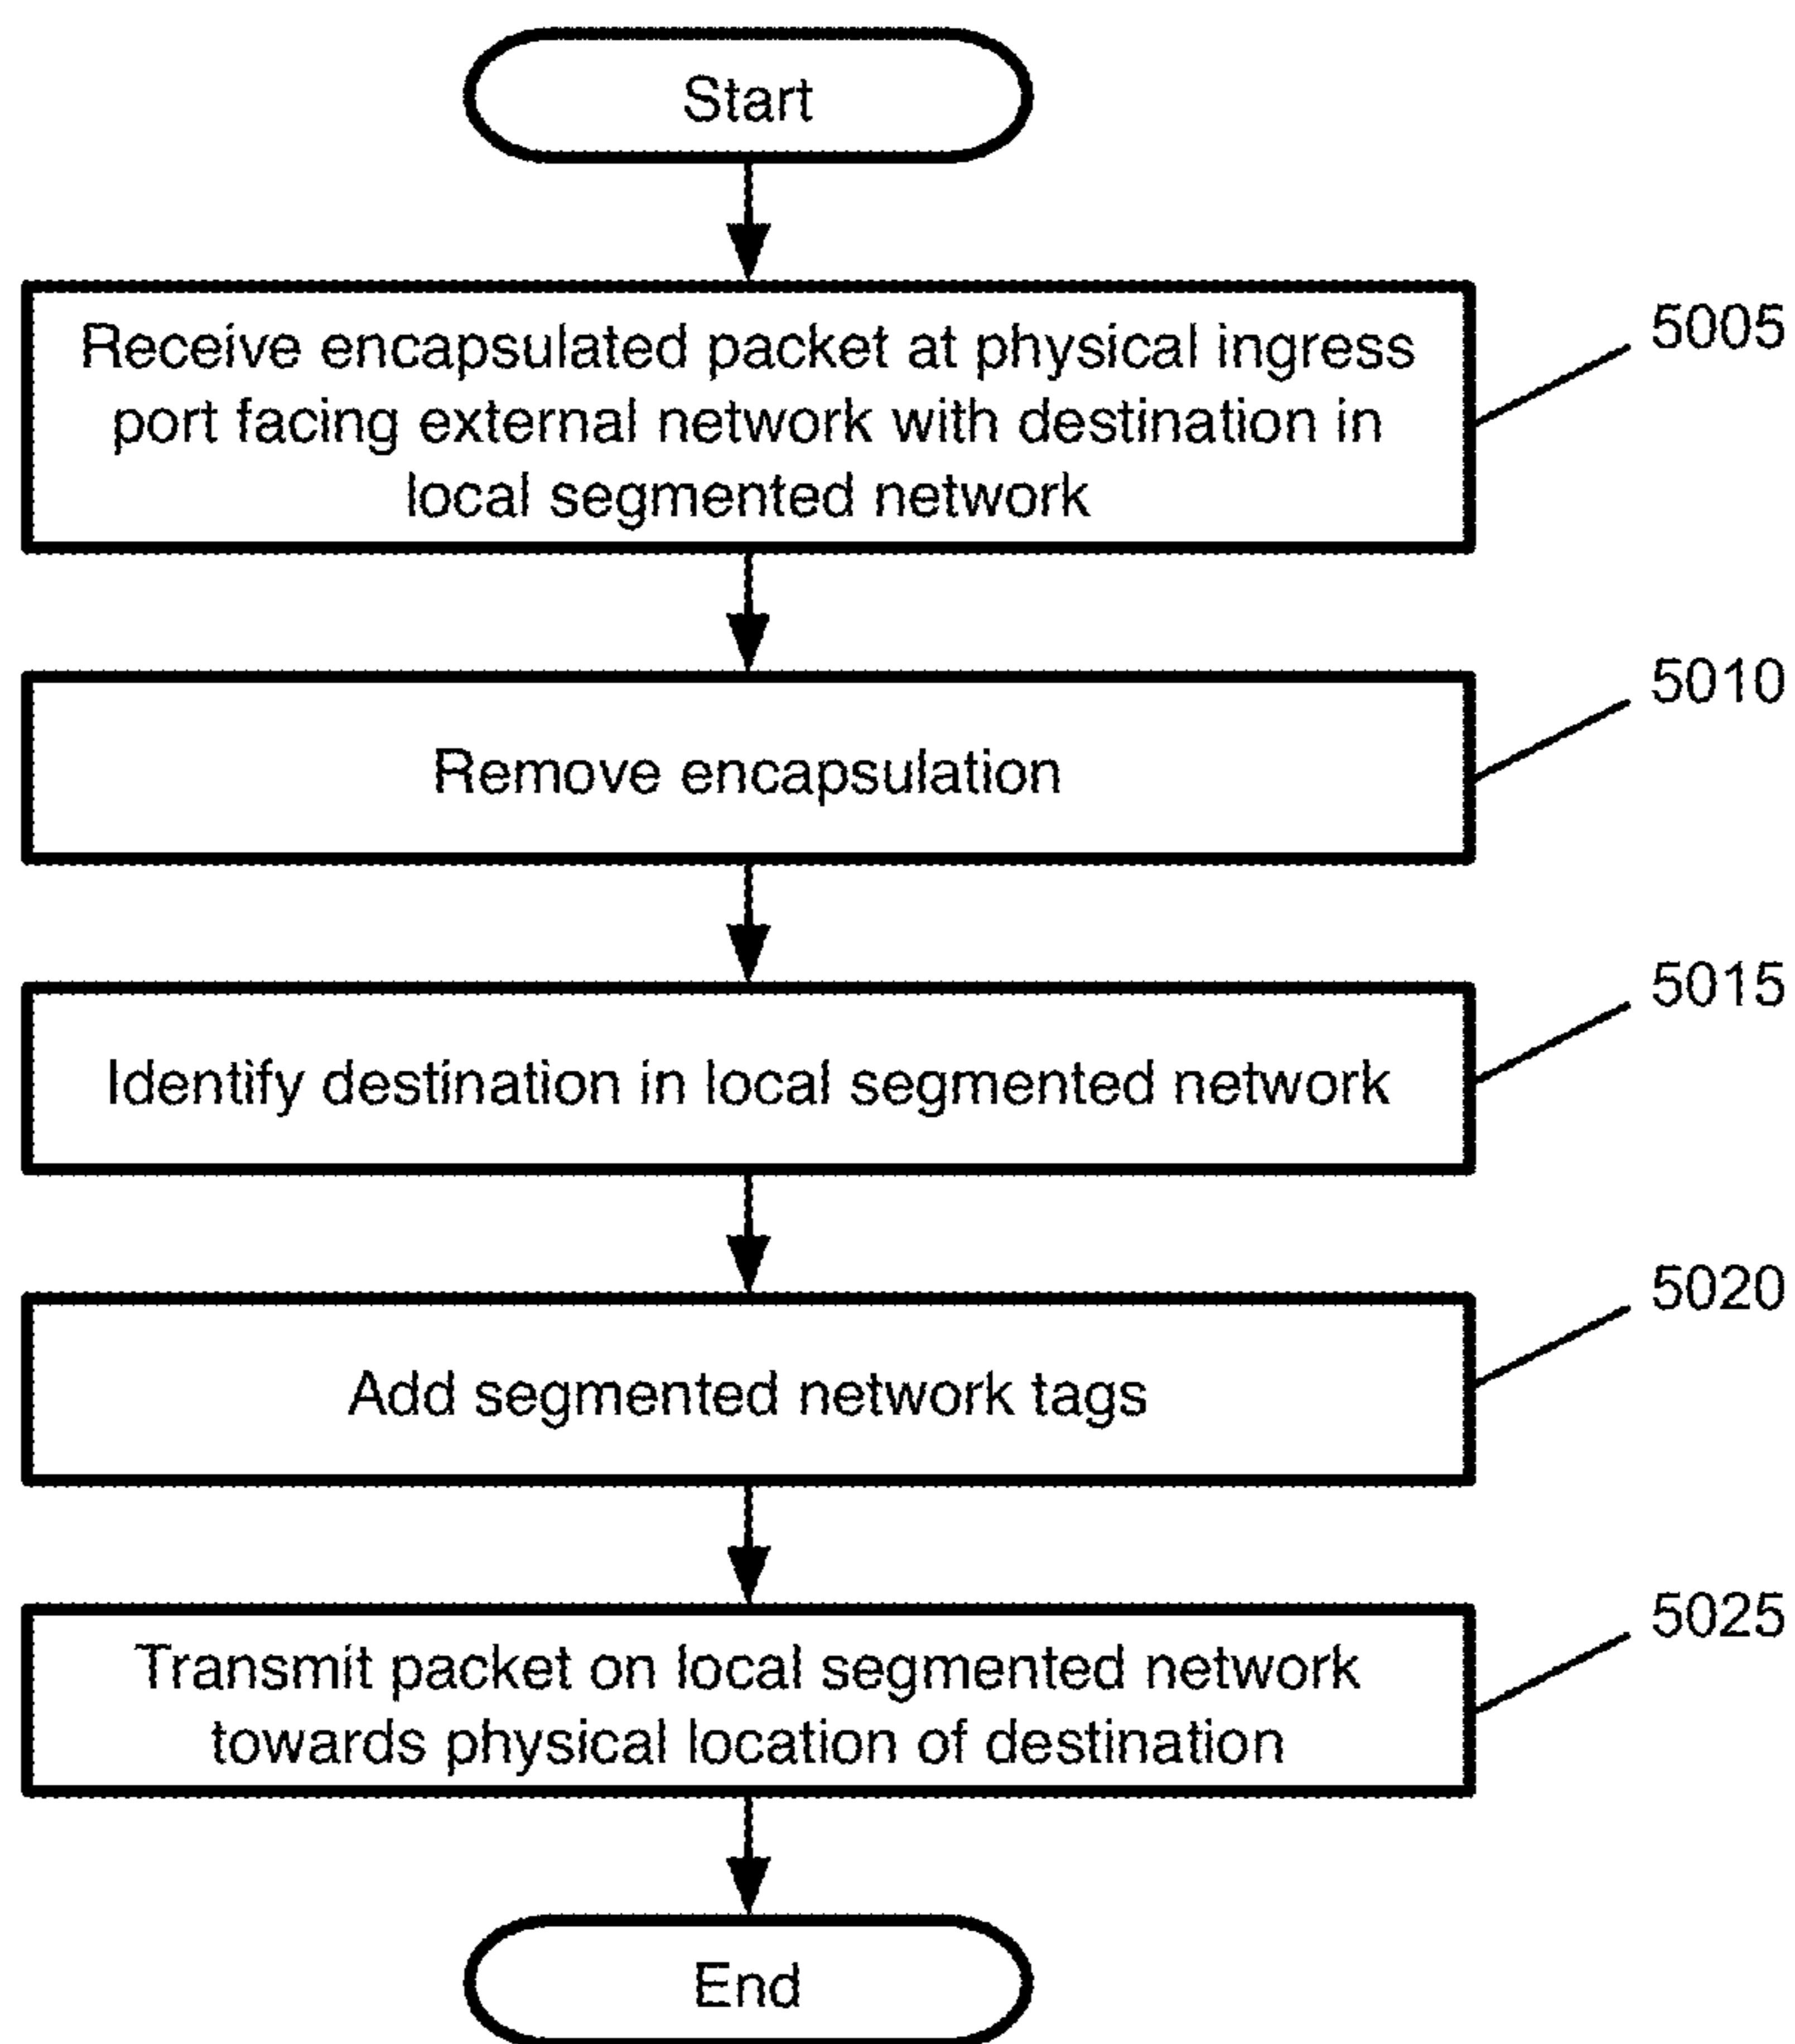 Start
Receive encapsulated packet at physical ingress
port facing external network with destination in
local segmented network
5005
Remove encapsulation
5010
Identify destination in local segmented network
5015
Add segmented network tags
5020
Transmit packet on local segmented network
towards physical location of destination
5025
End